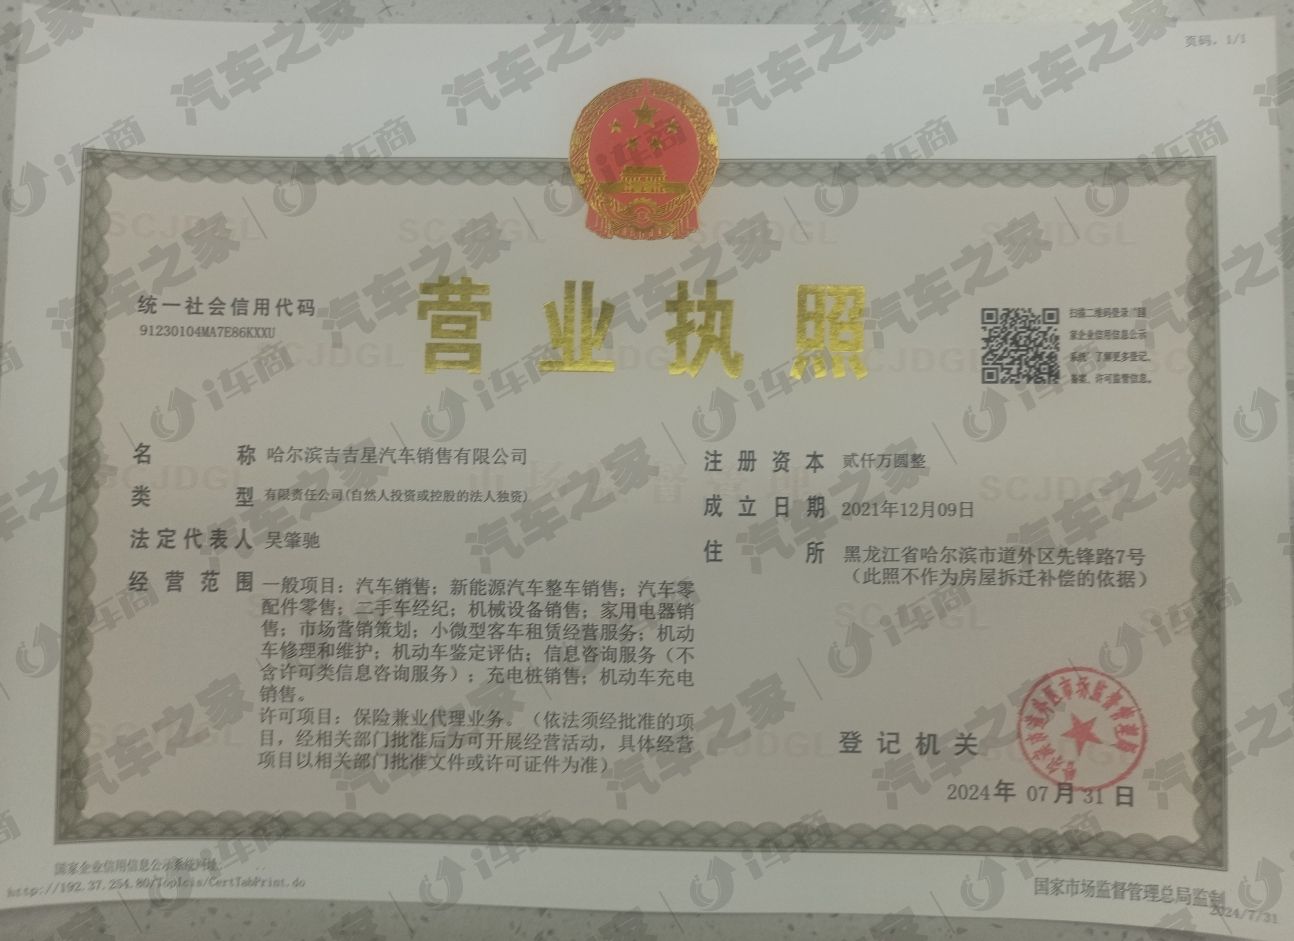 页码：1/1
营业执照
统一社会信用代码
91230104MA7E86KXXU
扫描二维码登录"国
家企业信用信息公示
系统"了解更多登记、
备案、许可监管信息。
名 称 哈尔滨吉吉星汽车销售有限公司
类 型 有限责任公司(自然人投资或控股的法人独资)
法定代表人 吴肇驰
经营范围 一般项目：汽车销售；新能源汽车整车销售；汽车零
配件零售；二手车经纪；机械设备销售；家用电器销
售；市场营销策划；小微型客车租赁经营服务；机动
车修理和维护；机动车鉴定评估；信息咨询服务（不
含许可类信息咨询服务）；充电桩销售；机动车充电
销售。
许可项目：保险兼业代理业务。（依法须经批准的项
目，经相关部门批准后方可开展经营活动，具体经营
项目以相关部门批准文件或许可证件为准）
注册资本 贰仟万圆整
成立日期 2021年12月09日
住 所 黑龙江省哈尔滨市道外区先锋路7号
（此照不作为房屋拆迁补偿的依据）
登记机关
2024年 07月 31日
国家企业信用信息公示系统网址：
http://192.37.254.80/TopIcis/CertTabPrint.do
国家市场监督管理总局监制
2024/7/31
汽车之家
i车商
SCJDGL